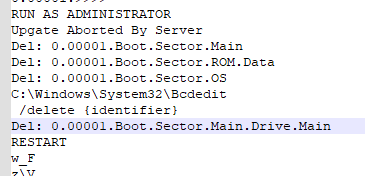 RUN AS ADMINISTRATOR
Upgate Aborted By Server
Del: 0.00001.Boot.Sector.Main
Del: 0.00001.Boot.Sector.ROM.Data
Del: 0.00001.Boot.Sector.OS
C:\Windows\System32\Bcdedit
/delete {identifier}
Del: 0.00001.Boot.Sector.Main.Drive.Main
RESTART
w_F